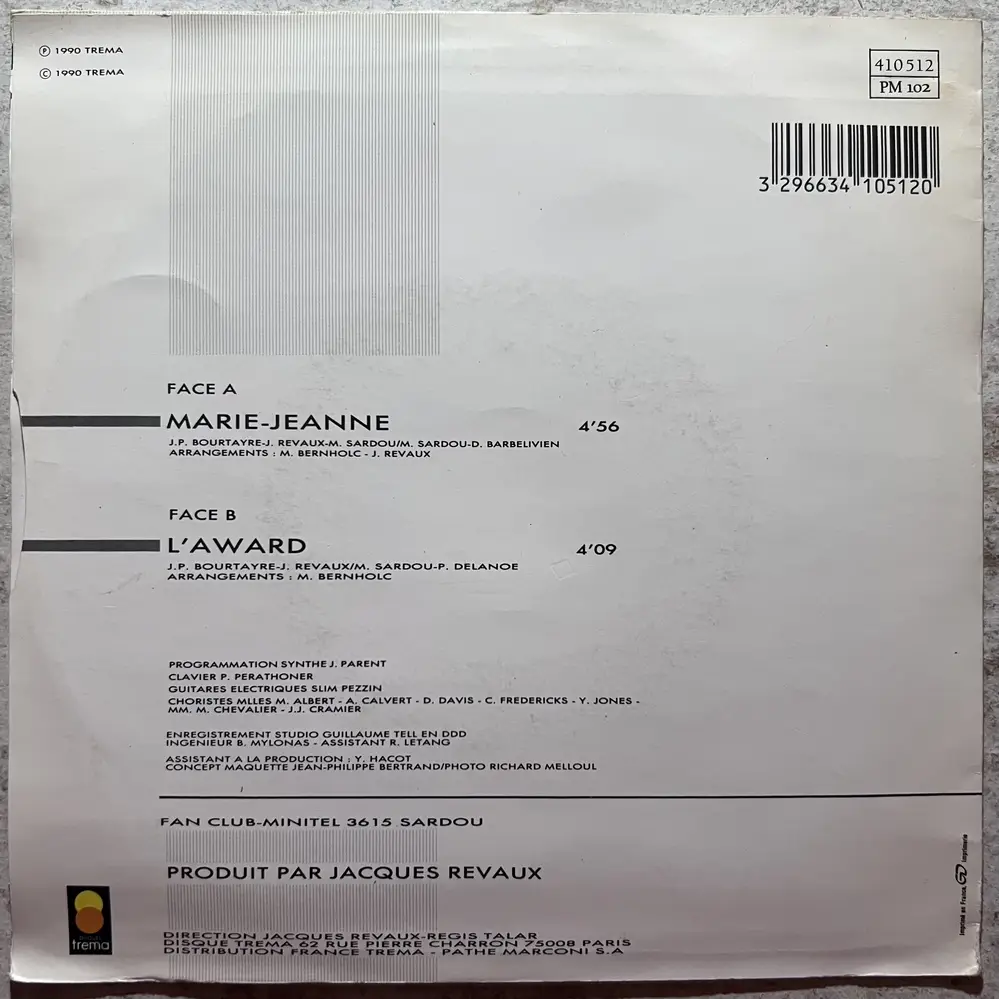 ℗ 1990 TREMA
© 1990 TREMA
410512
PM 102
3 296634 105120
FACE A
MARIE-JEANNE 4'56
J.P. BOURTAYRE-J. REVAUX-M. SARDOU/M. SARDOU-D. BARBELIVIEN
ARRANGEMENTS : M. BERNHOLC - J. REVAUX
FACE B
L'AWARD 4'09
J.P. BOURTAYRE-J. REVAUX/M. SARDOU-P. DELANOE
ARRANGEMENTS : M. BERNHOLC
PROGRAMMATION SYNTHE J. PARENT
CLAVIER P. PERATHONER
GUITARES ELECTRIQUES SLIM PEZZIN
CHORISTES MLLES M. ALBERT - A. CALVERT - D. DAVIS - C. FREDERICKS - Y. JONES -
MM. M. CHEVALIER - J.J. CRAMIER
ENREGISTREMENT STUDIO GUILLAUME TELL EN DDD
INGENIEUR B. MYLONAS - ASSISTANT R. LETANG
ASSISTANT A LA PRODUCTION : Y. HACOT
CONCEPT MAQUETTE JEAN-PHILIPPE BERTRAND/PHOTO RICHARD MELLOUL
FAN CLUB-MINITEL 3615 SARDOU
PRODUIT PAR JACQUES REVAUX
trema
DIRECTION JACQUES REVAUX-REGIS TALAR
DISQUE TREMA 62 RUE PIERRE CHARRON 75008 PARIS
DISTRIBUTION FRANCE TREMA - PATHE MARCONI S.A
Imprimé en France. imprimerie